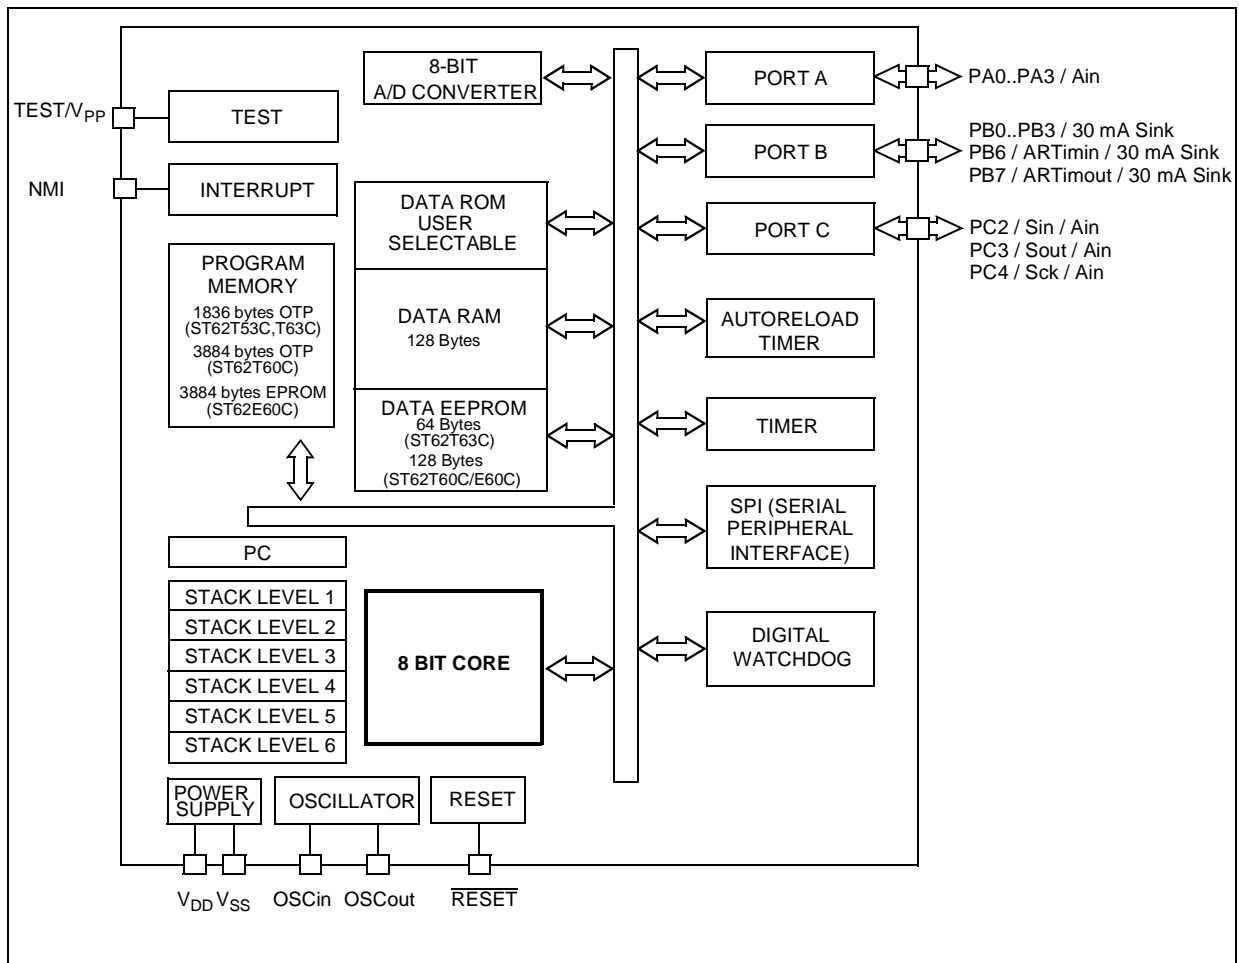 8-BIT
A/D CONVERTER
PORT A
PA0..PA3 / Ain
TEST/VPP
TEST
PORT B
PB0..PB3 / 30 mA Sink
PB6 / ARTimin / 30 mA Sink
PB7 / ARTimout / 30 mA Sink
NMI
INTERRUPT
DATA ROM
USER
SELECTABLE
PORT C
PC2 / Sin / Ain
PC3 / Sout / Ain
PC4 / Sck / Ain
PROGRAM
MEMORY
1836 bytes OTP
(ST62T53C,T63C)
3884 bytes OTP
(ST62T60C)
3884 bytes EPROM
(ST62E60C)
DATA RAM
128 Bytes
AUTORELOAD
TIMER
DATA EEPROM
64 Bytes
(ST62T63C)
128 Bytes
(ST62T60C/E60C)
TIMER
SPI (SERIAL
PERIPHERAL
INTERFACE)
PC
STACK LEVEL 1
STACK LEVEL 2
STACK LEVEL 3
STACK LEVEL 4
STACK LEVEL 5
STACK LEVEL 6
8 BIT CORE
DIGITAL
WATCHDOG
POWER
SUPPLY
OSCILLATOR
RESET
VDD VSS OSCin OSCout RESET